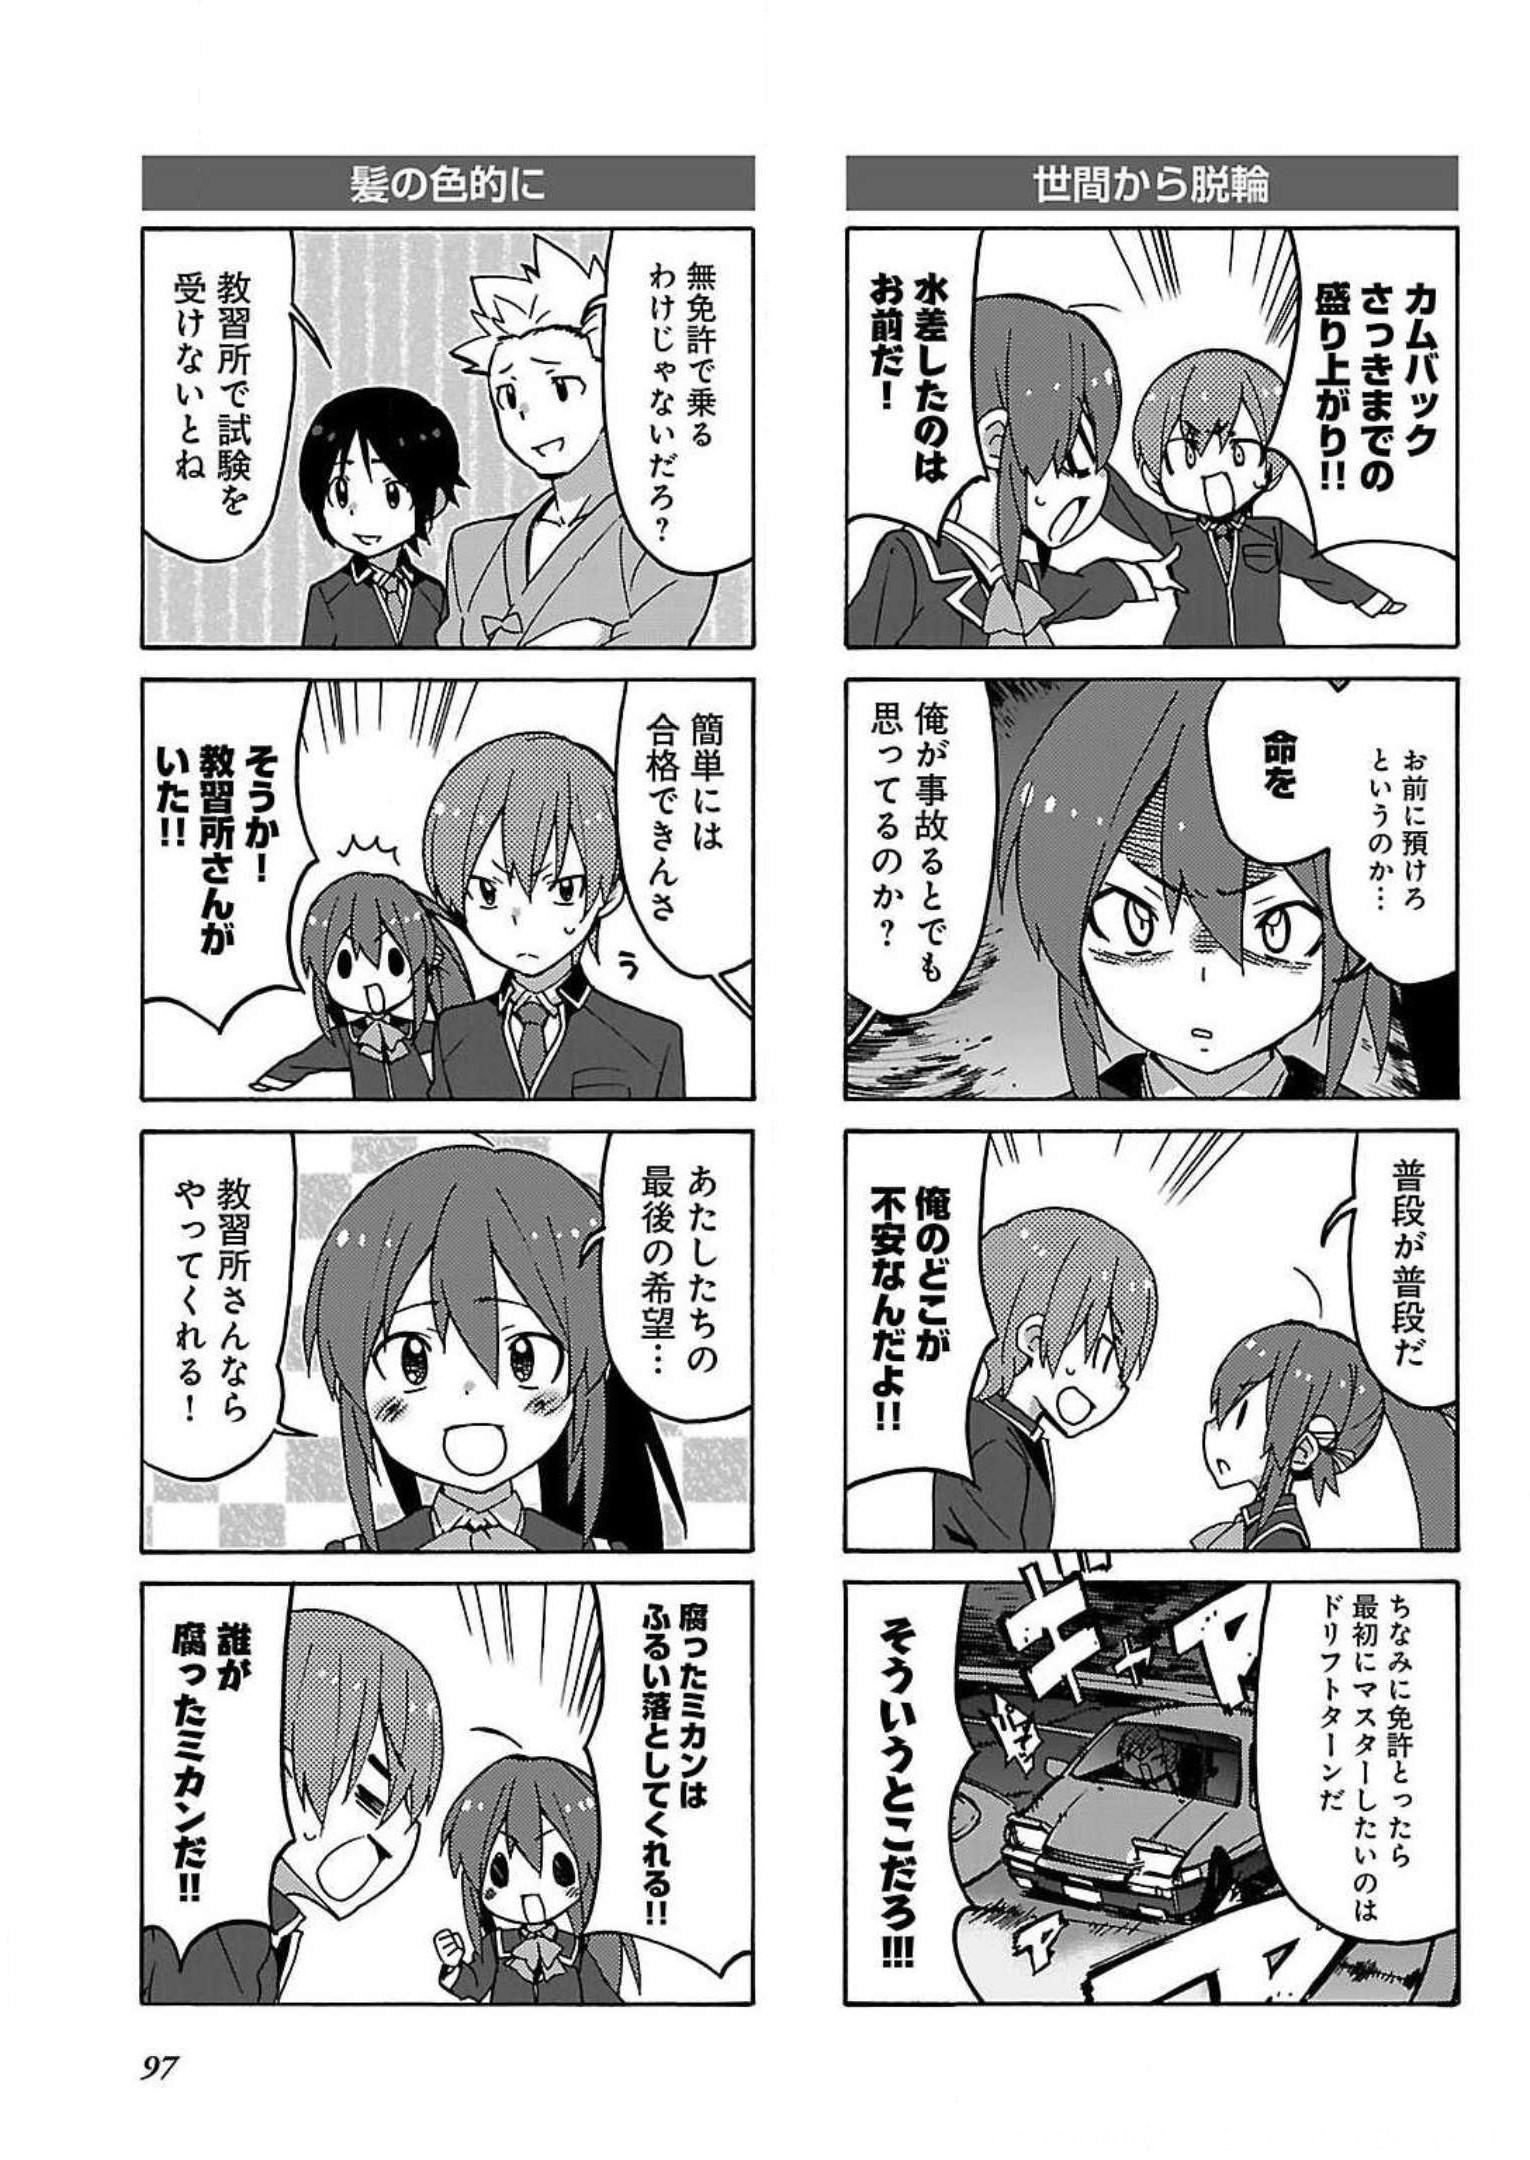 世間から脱輪
カムバック
さっきまでの
盛り上がり!!
水差したのは
お前だ!
お前に預けろ
というのか…
命を
俺が事故るとでも
思ってるのか?
普段が普段だ
俺のどこが
不安なんだよ!!
ちなみに免許とったら
最初にマスターしたいのは
ドリフトターンだ
そういうとこだろ!!!
髪の色的に
無免許で乗る
わけじゃないだろ?
教習所で試験を
受けないとね
簡単には
合格できんさ
う
そうか!
教習所さんが
いた!!
あたしたちの
最後の希望…
教習所さんなら
やってくれる!
腐ったミカンは
ふるい落としてくれる!!
誰が
腐ったミカンだ!!
97